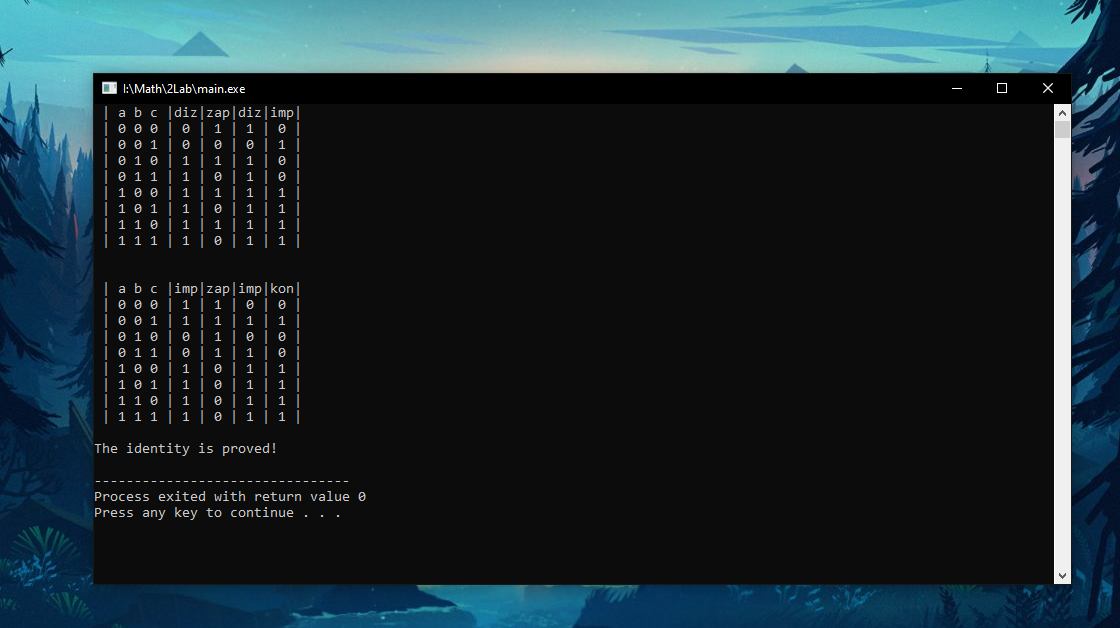 I:\Math\2Lab\main.exe
| a b c |diz|zap|diz|imp|
| 0 0 0 | 0 | 1 | 1 | 0 |
| 0 0 1 | 0 | 0 | 0 | 1 |
| 0 1 0 | 1 | 1 | 1 | 0 |
| 0 1 1 | 1 | 0 | 1 | 0 |
| 1 0 0 | 1 | 1 | 1 | 1 |
| 1 0 1 | 1 | 0 | 1 | 1 |
| 1 1 0 | 1 | 1 | 1 | 1 |
| 1 1 1 | 1 | 0 | 1 | 1 |
| a b c |imp|zap|imp|kon|
| 0 0 0 | 1 | 1 | 0 | 0 |
| 0 0 1 | 1 | 1 | 1 | 1 |
| 0 1 0 | 0 | 1 | 0 | 0 |
| 0 1 1 | 0 | 1 | 1 | 0 |
| 1 0 0 | 1 | 0 | 1 | 1 |
| 1 0 1 | 1 | 0 | 1 | 1 |
| 1 1 0 | 1 | 0 | 1 | 1 |
| 1 1 1 | 1 | 0 | 1 | 1 |
The identity is proved!
--------------------------------
Process exited with return value 0
Press any key to continue . . .